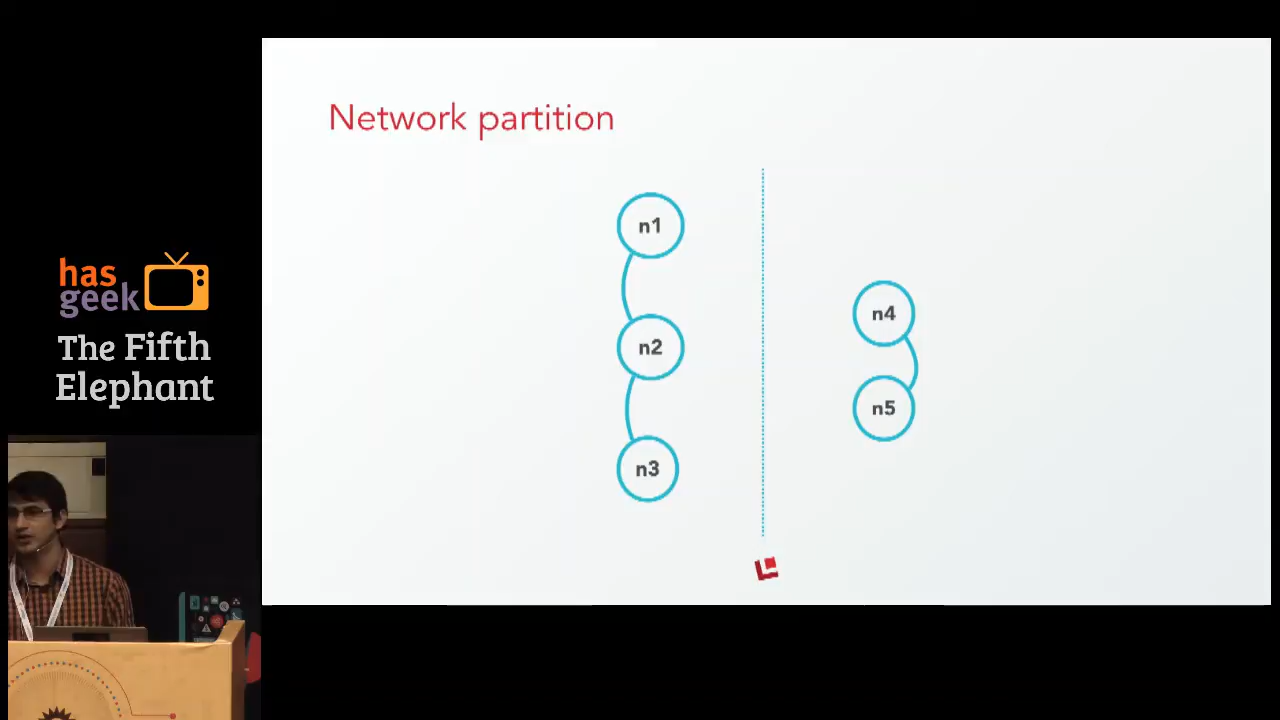 Network partition
n1
n2
n3
n4
n5
has
geek
The Fifth
Elephant